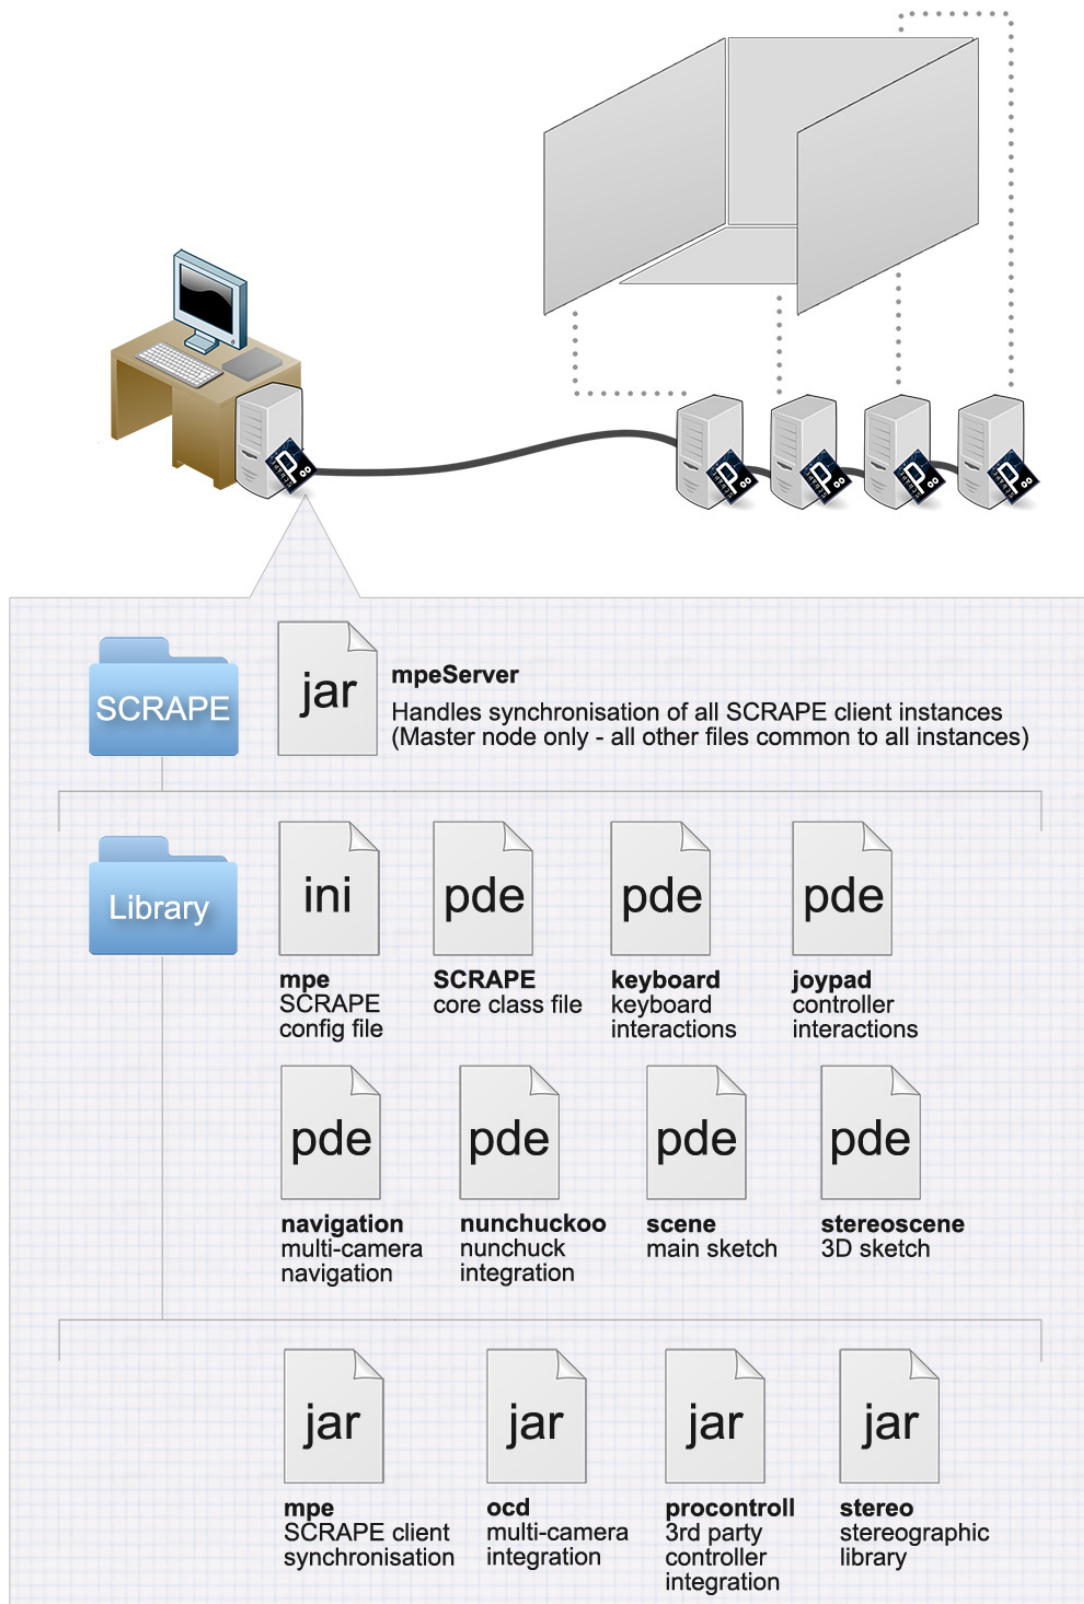 SCRAPE
jar
mpeServer
Handles synchronisation of all SCRAPE client instances
(Master node only - all other files common to all instances)
Library
ini
pde
pde
pde
mpe
SCRAPE
config file
SCRAPE
core class file
keyboard
keyboard
interactions
joypad
controller
interactions
pde
pde
pde
pde
navigation
multi-camera
navigation
nunchuckoo
nunchuck
integration
scene
main sketch
stereoscene
3D sketch
jar
jar
jar
jar
mpe
SCRAPE client
synchronisation
ocd
multi-camera
integration
procontroll
3rd party
controller
integration
stereo
stereographic
library